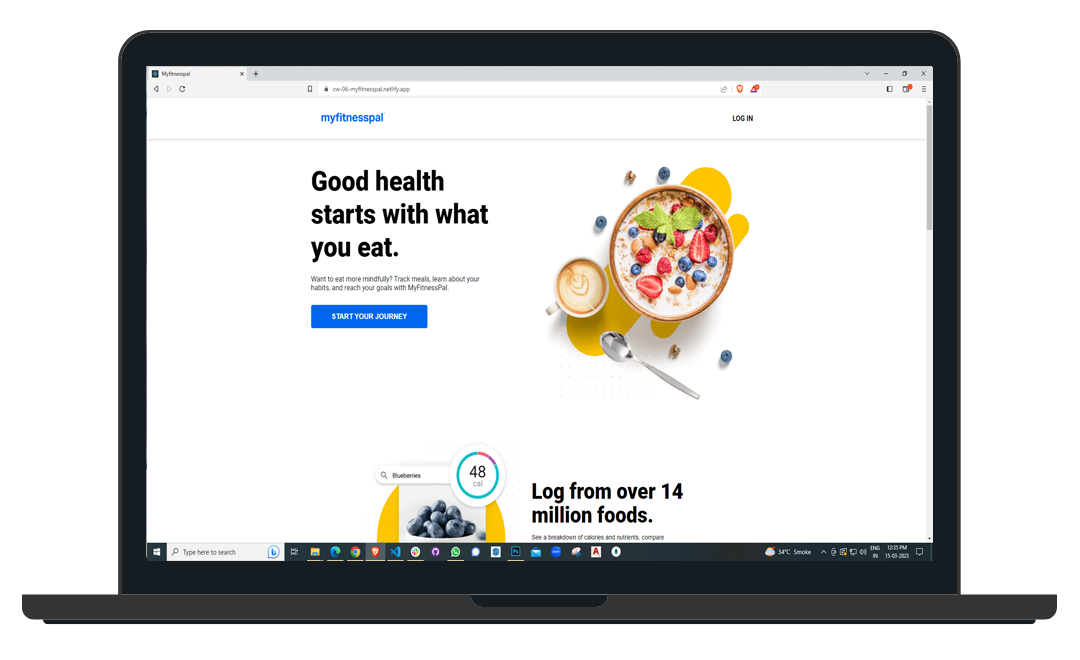 Myfitnesspal
cw-06-myfitnesspal.netlify.app
myfitnesspal
LOG IN
Good health
starts with what
you eat.
Want to eat more mindfully? Track meals, learn about your
habits, and reach your goals with MyFitnessPal.
START YOUR JOURNEY
Blueberries
48
cal
Log from over 14
million foods.
See a breakdown of calories and nutrients, compare
Type here to search
34°C Smoke
ENG
IN
12:35 PM
15-03-2023